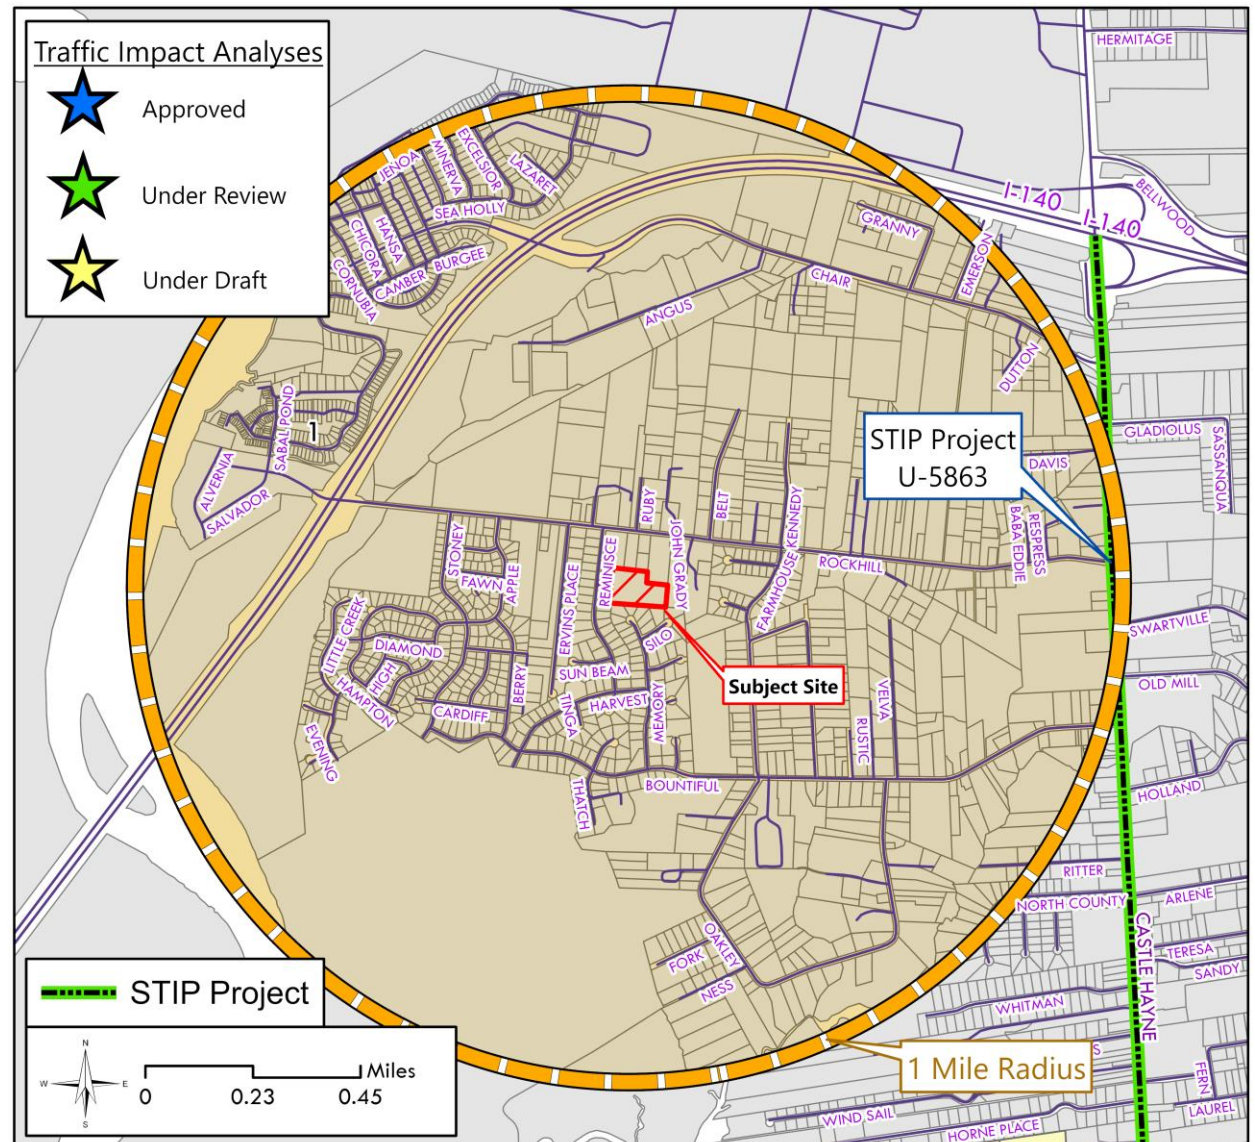 Traffic Impact Analyses
Approved
Under Review
Under Draft
HERMITAGE
BELLWOOD
I-140
I-140
JENOA
MINERVA
EXCELSIOR
LAZARET
SEA HOLLY
HANSA
CHICORA
CORNUBIA
CAMBER
BURGEE
GRANNY
EMERSON
CHAIR
ANGUS
DUTTON
SABAL POND
1
ALVERNIA
SALVADOR
STIP Project
U-5863
GLADIOLUS
SASSANQUA
DAVIS
RESPRESS
BABA EDDIE
RUBY
BELT
JOHN GRADY
FARMHOUSE KENNEDY
ROCKHILL
STONEY
FAWN
APPLE
ERVINS PLACE
REMINISCE
SILO
LITTLE CREEK
DIAMOND
HIGH
HAMPTON
EVENING
CARDIFF
BERRY
SUN BEAM
TINGA
HARVEST
MEMORY
Subject Site
VELVA
RUSTIC
SWARTVILLE
OLD MILL
HOLLAND
BOUNTIFUL
THATCH
RITTER
NORTH COUNTY
ARLENE
CASTLE HAYNE
TERESA
SANDY
OAKLEY
FORK
NESS
WHITMAN
S
FERN
LAUREL
WIND SAIL
HORNE PLACE
1 Mile Radius
STIP Project
N
W
E
S
Miles
0
0.23
0.45